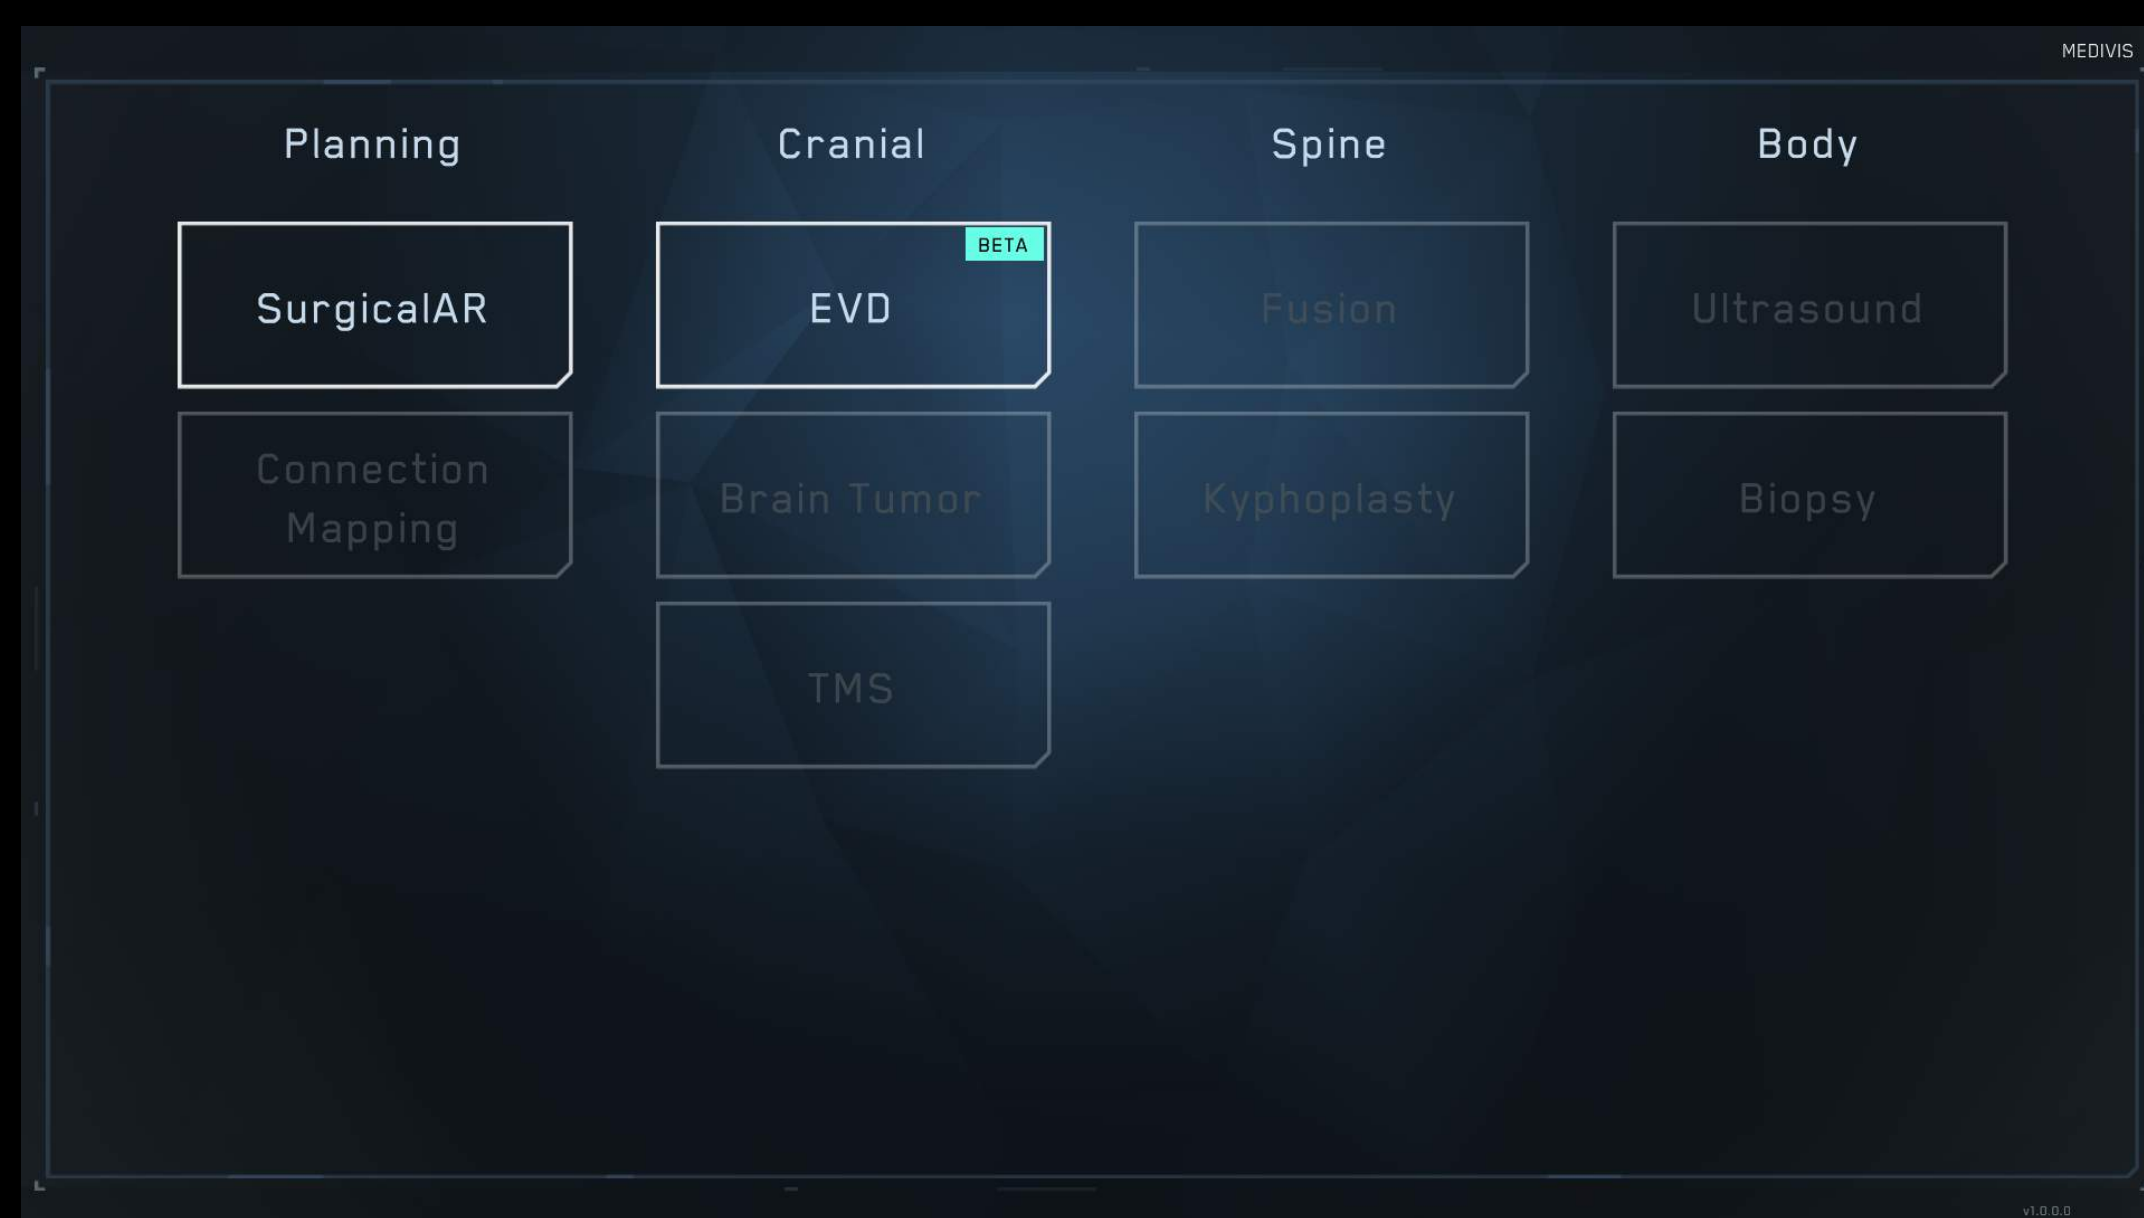 MEDIVIS
Planning
Cranial
Spine
Body
SurgicalAR
BETA
EVD
Fusion
Ultrasound
Connection
Mapping
Brain Tumor
Kyphoplasty
Biopsy
TMS
v1.0.0.0